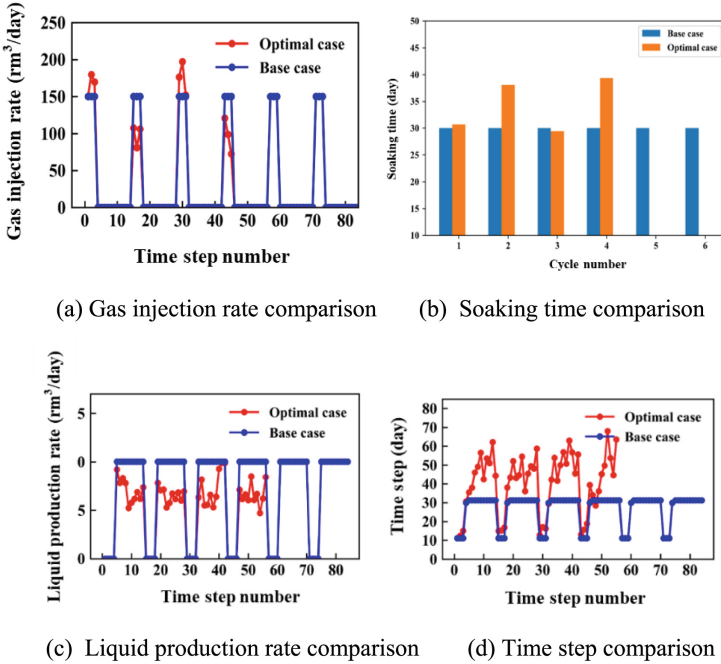 250
200
150
100
50
0
Gas injection rate (rm³/day)
Optimal case
Base case
0 10 20 30 40 50 60 70 80
Time step number
50
45
40
35
30
25
20
15
10
Soaking time (day)
Base case
Optimal case
1 2 3 4 5 6
Cycle number
(a) Gas injection rate comparison
(b) Soaking time comparison
5
0
5
0
Liquid production rate (rm³/day)
Optimal case
Base case
0 10 20 30 40 50 60 70 80
Time step number
80
70
60
50
40
30
20
10
0
Time step (day)
Optimal case
Base case
0 10 20 30 40 50 60 70 80
Time step number
(c) Liquid production rate comparison
(d) Time step comparison